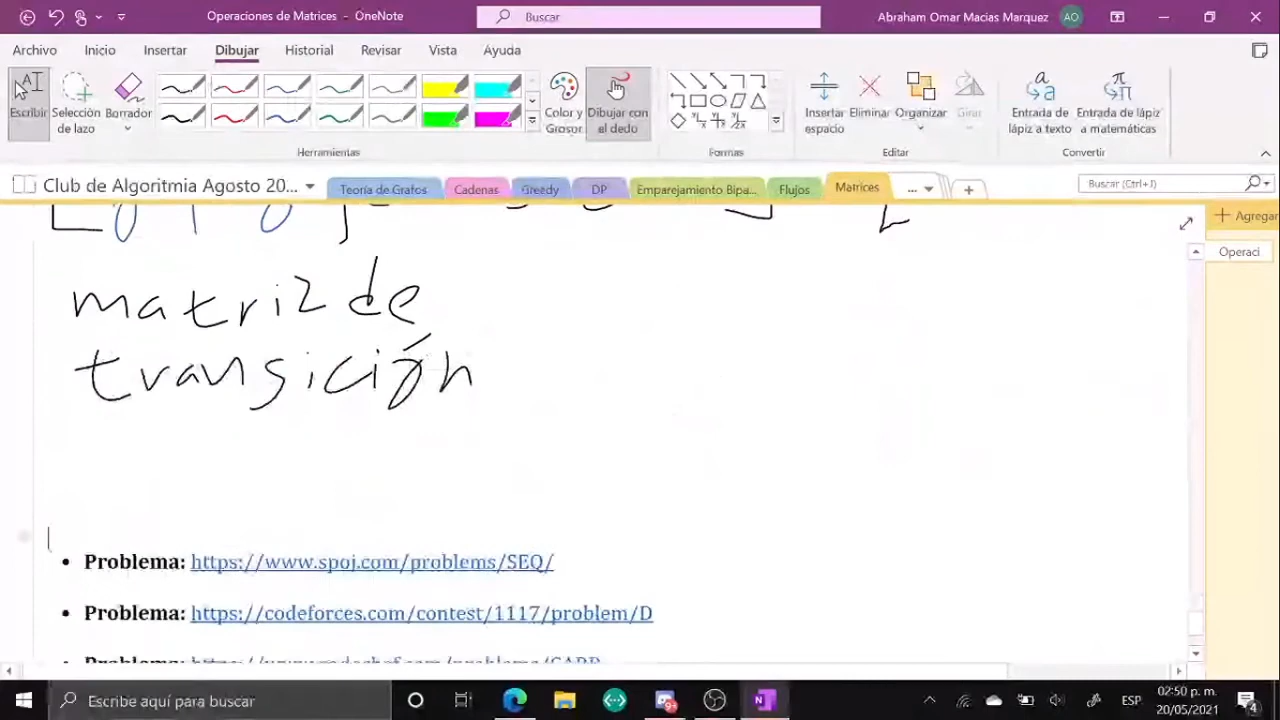 Operaciones de Matrices - OneNote
Buscar
Abraham Omar Macias Marquez
AO
Archivo Inicio Insertar Dibujar Historial Revisar Vista Ayuda
Escribir
Selección de lazo
Borrador
Color y Grosor
Dibujar con el dedo
Insertar espacio
Eliminar
Organizar
Girar
Entrada de lápiz a texto
Entrada de lápiz a matemáticas
Herramientas
Formas
Editar
Convertir
Club de Algoritmia Agosto 20...
Teoría de Grafos
Cadenas
Greedy
DP
Emparejamiento Bipa...
Flujos
Matrices
...
Buscar (Ctrl+J)
Agregar
Operaci
matriz de
transición
• Problema: https://www.spoj.com/problems/SEQ/
• Problema: https://codeforces.com/contest/1117/problem/D
Escribe aquí para buscar
9+
ESP
02:50 p. m.
20/05/2021
4